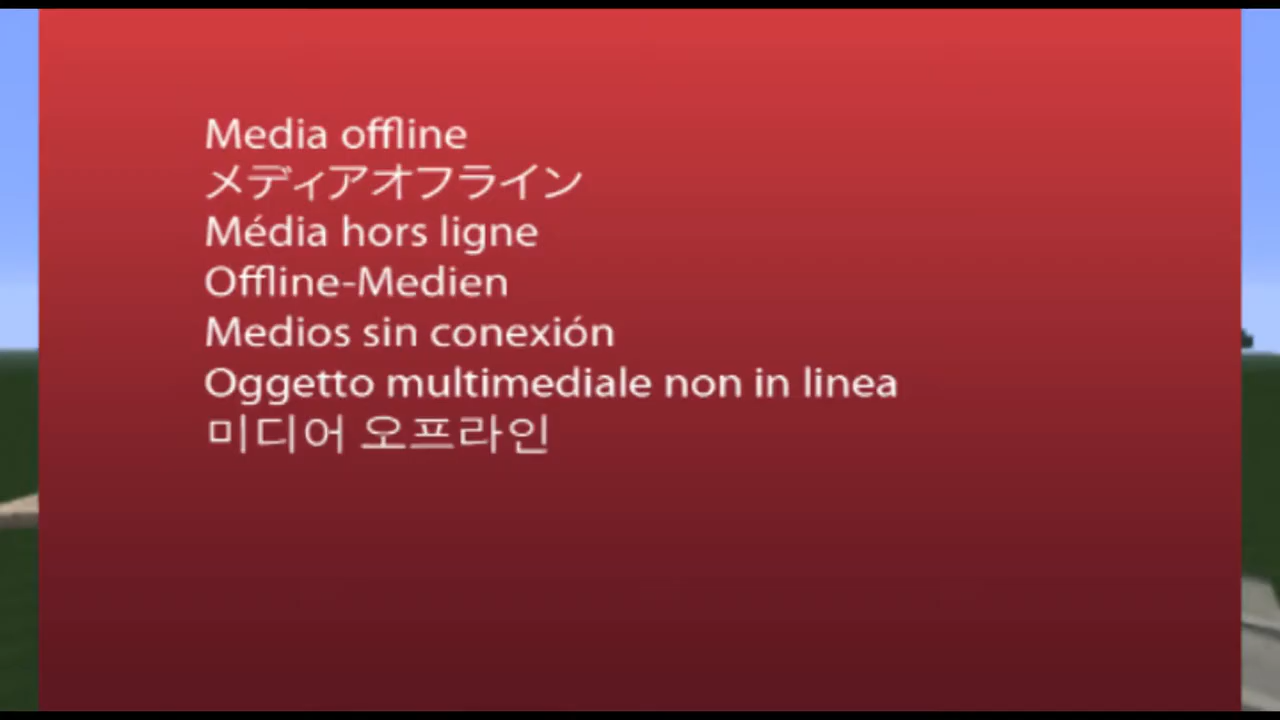 Media offline
メディアオフライン
Média hors ligne
Offline-Medien
Medios sin conexión
Oggetto multimediale non in linea
미디어 오프라인